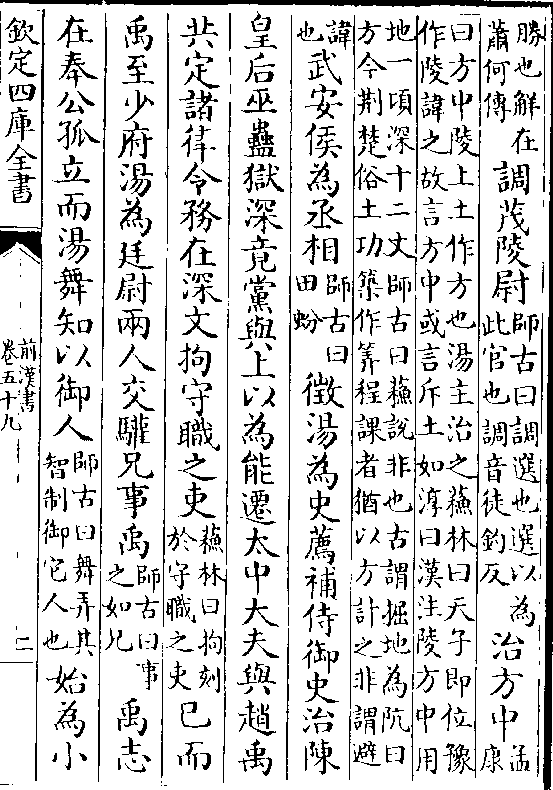 勝也解在
蕭何傳
調茂陵尉
師古曰調選也選以為
此官也調音徒釣反
治方中
孟
康
曰方中陵上土作方也湯主治之蘇林曰天子即位豫
作陵諱之故言方中或言斥土如淳曰漢注陵方中用
地一頃深十二丈師古曰蘇說非也古謂掘地為阬曰
方今荆楚俗土功築作筭程課者猶以方計之非謂避
諱
也
武安侯為丞相
師古曰
田蚡
徵湯為史薦補侍御史治陳
皇后巫蠱獄深竟黨與上以為能遷太中大夫與趙禹
共定諸律令務在深文拘守職之吏
蘇林曰拘刻
於守職之吏
已而
禹至少府湯為廷尉兩人交驩兄事禹
師古曰事
之如兄
禹志
在奉公孤立而湯舞知以御人
師古曰舞弄其
智制御它人也
始為小
欽定四庫全書
前漢書
卷五十九
二